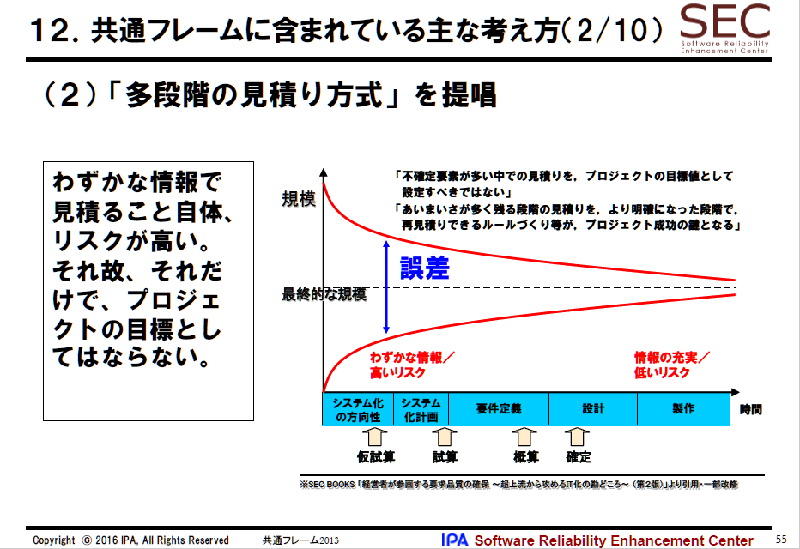 12. 共通フレームに含まれている主な考え方(2/10)
SEC
Software Reliability
Enhancement Center
(2)「多段階の見積り方式」を提唱
わずかな情報で
見積ること自体、
リスクが高い。
それ故、それだ
けで、プロジェ
クトの目標とし
てはならない。
「不確定要素が多い中での見積りを，プロジェクトの目標値として
設定すべきではない」
「あいまいさが多く残る段階の見積りを，より明確になった段階で，
再見積りできるルールづくり等が，プロジェクト成功の鍵となる」
規模
誤差
最終的な規模
わずかな情報／
高いリスク
情報の充実／
低いリスク
システム化
の方向性
システム
化計画
要件定義
設計
製作
時間
仮試算
試算
概算
確定
※SEC BOOKS「経営者が参画する要求品質の確保 ～超上流から攻めるIT化の勘どころ～（第2版）」より引用・一部改修
Copyright © 2016 IPA, All Rights Reserved
共通フレーム2013
IPA Software Reliability Enhancement Center
55